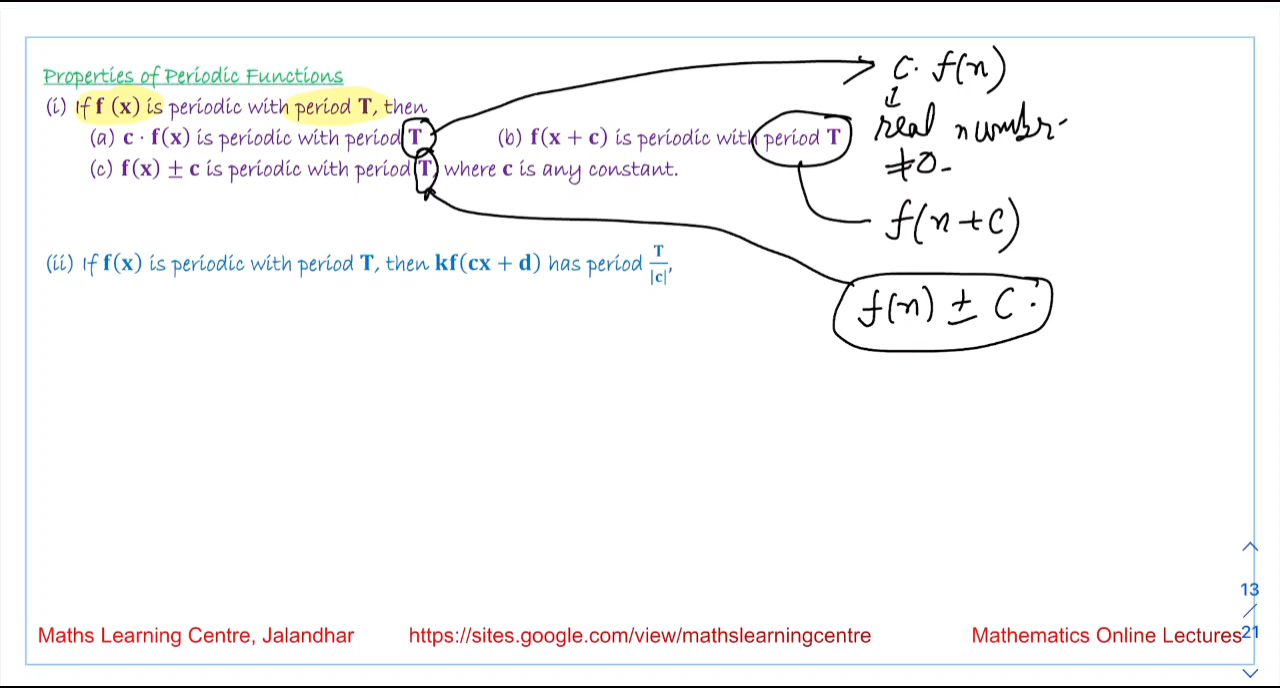 Properties of Periodic Functions
(i) If f (x) is periodic with period T, then
(a) c · f(x) is periodic with period T (b) f(x + c) is periodic with period T
(c) f(x) ± c is periodic with period T, where c is any constant.
(ii) If f(x) is periodic with period T, then kf(cx + d) has period T/|c|,
C. f(n)
real number
≠0
f(n+c)
f(n) ± C.
13
/
21
Maths Learning Centre, Jalandhar https://sites.google.com/view/mathslearningcentre Mathematics Online Lectures